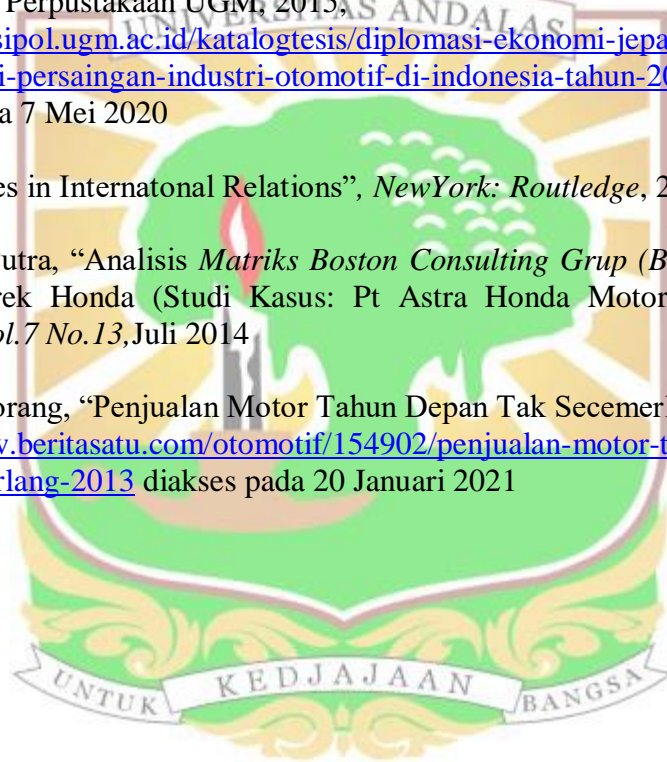 Perpustakaan UGM, 2015,
UNIVERSITAS ANDALAS
sipol.ugm.ac.id/katalogtesis/diplomasi-ekonomi-jepa
i-persaingan-industri-otomotif-di-indonesia-tahun-20
a 7 Mei 2020
es in Internatonal Relations”, NewYork: Routledge, 2
utra, “Analisis Matriks Boston Consulting Grup (B
rek Honda (Studi Kasus: Pt Astra Honda Motor
ol.7 No.13,Juli 2014
orang, “Penjualan Motor Tahun Depan Tak Secemerl
w.beritasatu.com/otomotif/154902/penjualan-motor-t
rlang-2013 diakses pada 20 Januari 2021
UNTUK KEDJAJAAN BANGSA